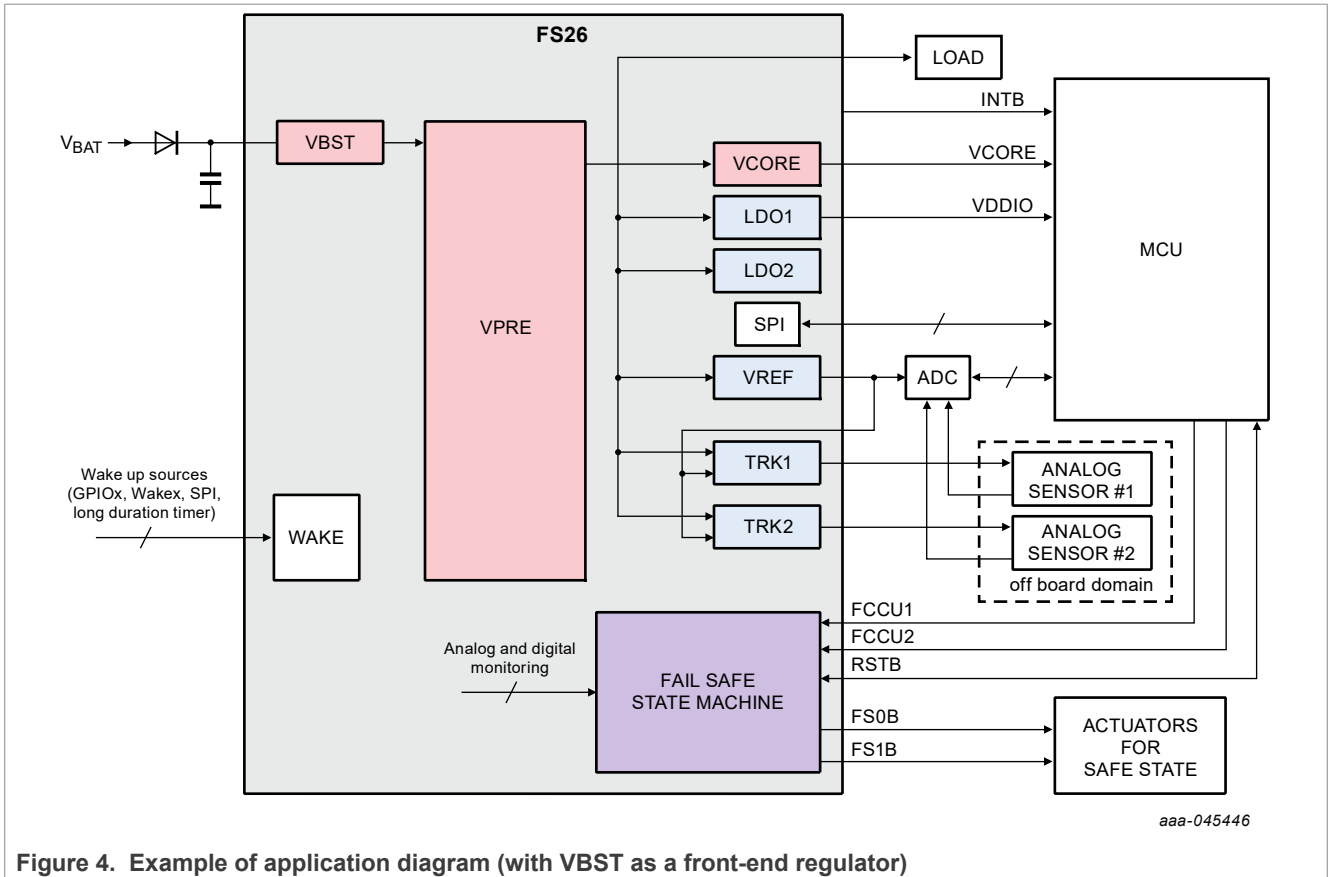 FS26
LOAD
INTB
VBAT
VBST
VCORE
VCORE
LDO1
VDDIO
MCU
LDO2
VPRE
SPI
VREF
ADC
TRK1
ANALOG
SENSOR #1
Wake up sources
(GPIOx, Wakex, SPI,
long duration timer)
WAKE
TRK2
ANALOG
SENSOR #2
off board domain
FCCU1
FCCU2
RSTB
Analog and digital
monitoring
FAIL SAFE
STATE MACHINE
FS0B
FS1B
ACTUATORS
FOR
SAFE STATE
aaa-045446
Figure 4. Example of application diagram (with VBST as a front-end regulator)